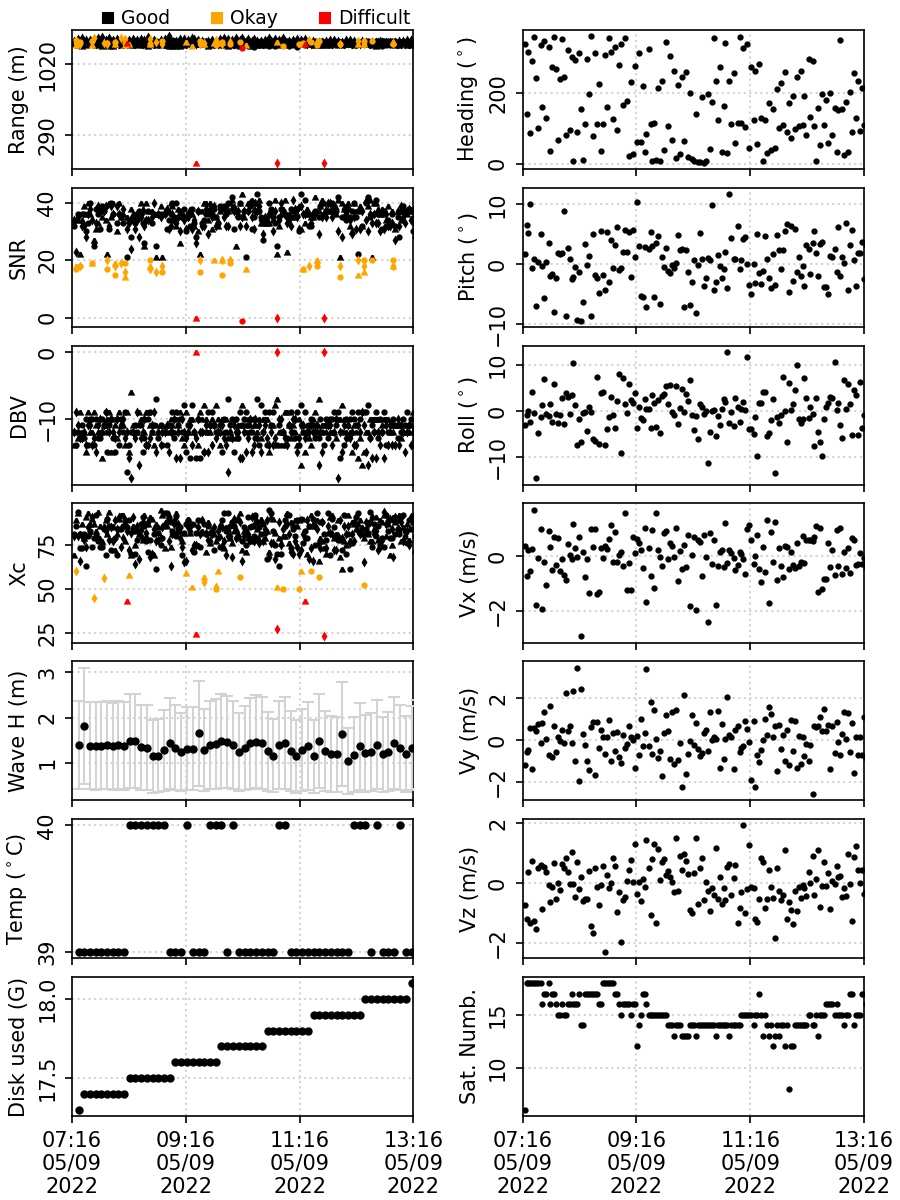 Good Okay Difficult
Range (m)
1020
290
Heading (°)
200
0
SNR
40
20
0
Pitch (°)
10
0
−10
DBV
0
−10
Roll (°)
10
0
−10
Xc
75
50
25
Vx (m/s)
0
−2
Wave H (m)
3
2
1
Vy (m/s)
2
0
−2
Temp (°C)
40
39
Vz (m/s)
2
0
−2
Disk used (G)
18.0
17.5
Sat. Numb.
15
10
07:16 09:16 11:16 13:16 07:16 09:16 11:16 13:16
05/09 05/09 05/09 05/09 05/09 05/09 05/09 05/09
2022 2022 2022 2022 2022 2022 2022 2022